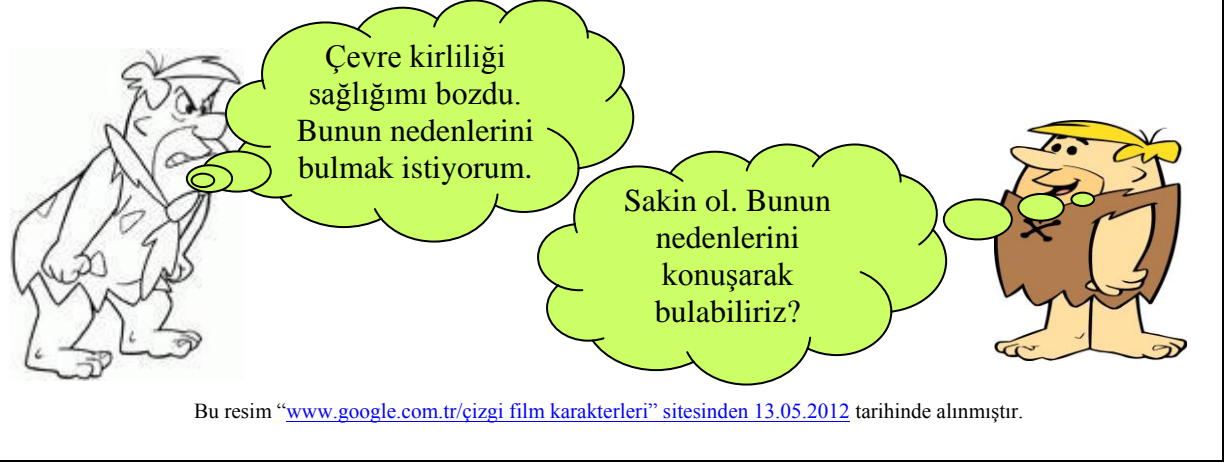 Çevre kirliliği
sağlığımı bozdu.
Bunun nedenlerini
bulmak istiyorum.
Sakin ol. Bunun
nedenlerini
konuşarak
bulabiliriz?
Bu resim “www.google.com.tr/çizgi film karakterleri” sitesinden 13.05.2012 tarihinde alınmıştır.